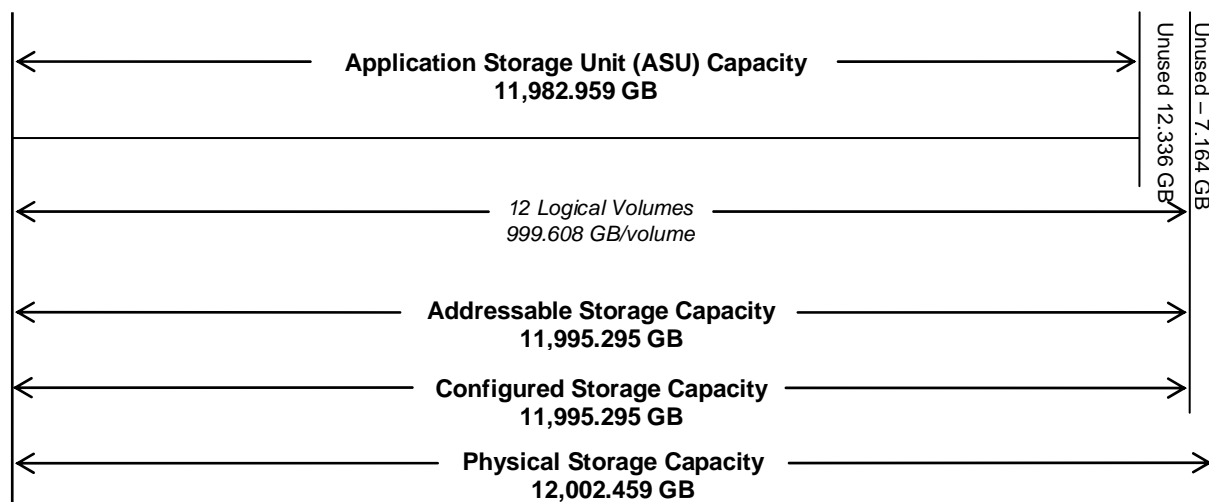 Application Storage Unit (ASU) Capacity
11,982.959 GB
Unused 12.336 GB
Unused – 7.164 GB
12 Logical Volumes
999.608 GB/volume
Addressable Storage Capacity
11,995.295 GB
Configured Storage Capacity
11,995.295 GB
Physical Storage Capacity
12,002.459 GB